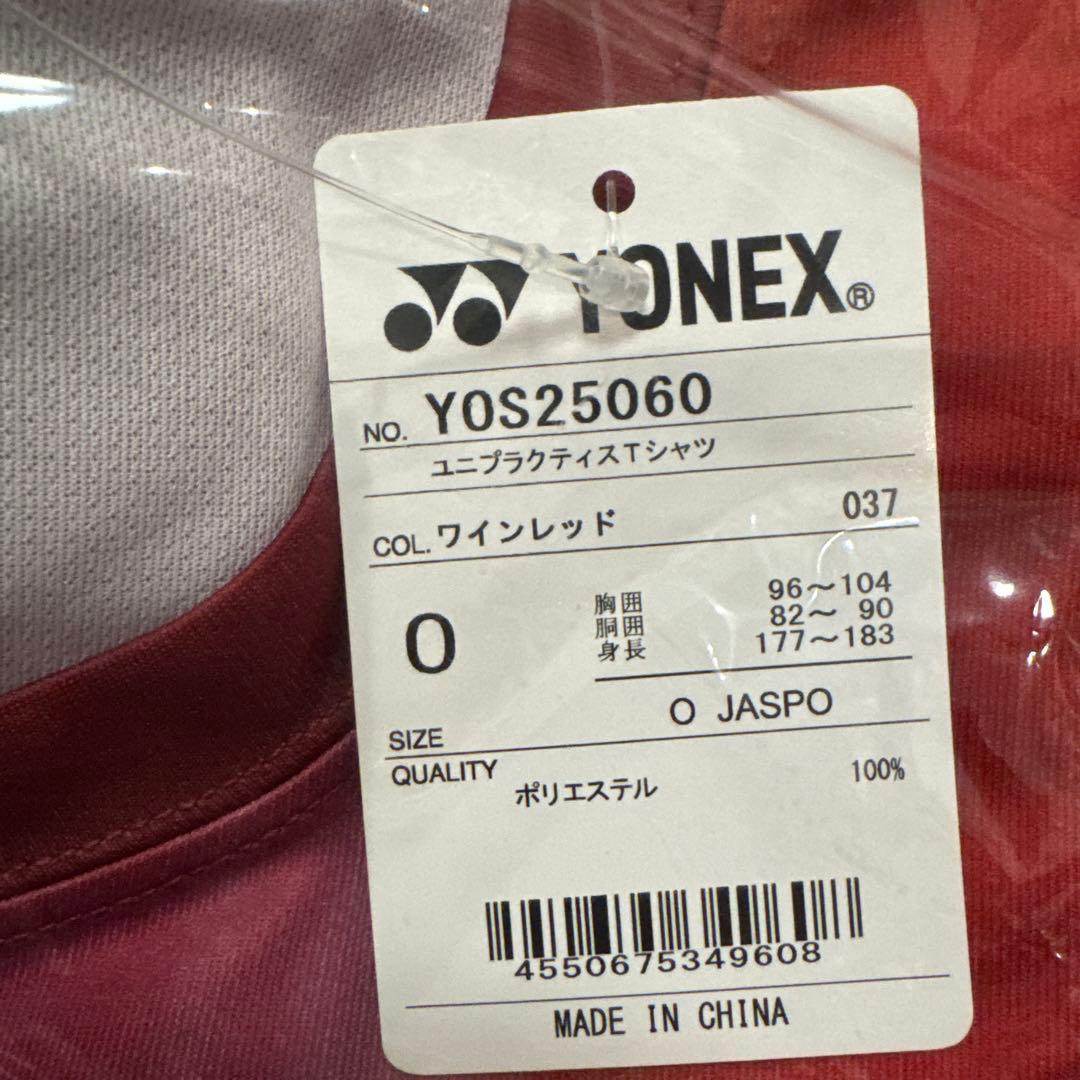 YONEX®
NO. YOS25060
ユニプラクティスTシャツ
COL. ワインレッド 037
O
胸囲 96～104
胴囲 82～ 90
身長 177～183
O JASPO
SIZE
QUALITY
ポリエステル 100%
4550675349608
MADE IN CHINA